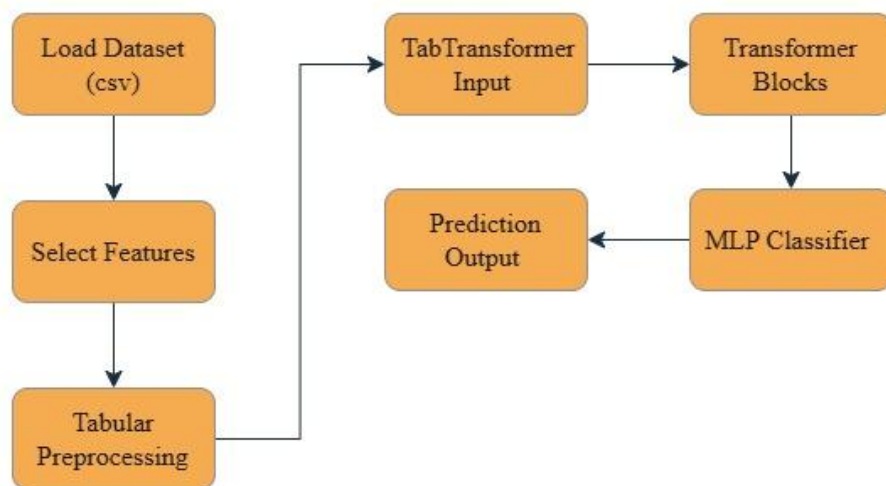 Load Dataset
(csv)
Select Features
Tabular
Preprocessing
TabTransformer
Input
Transformer
Blocks
MLP Classifier
Prediction
Output